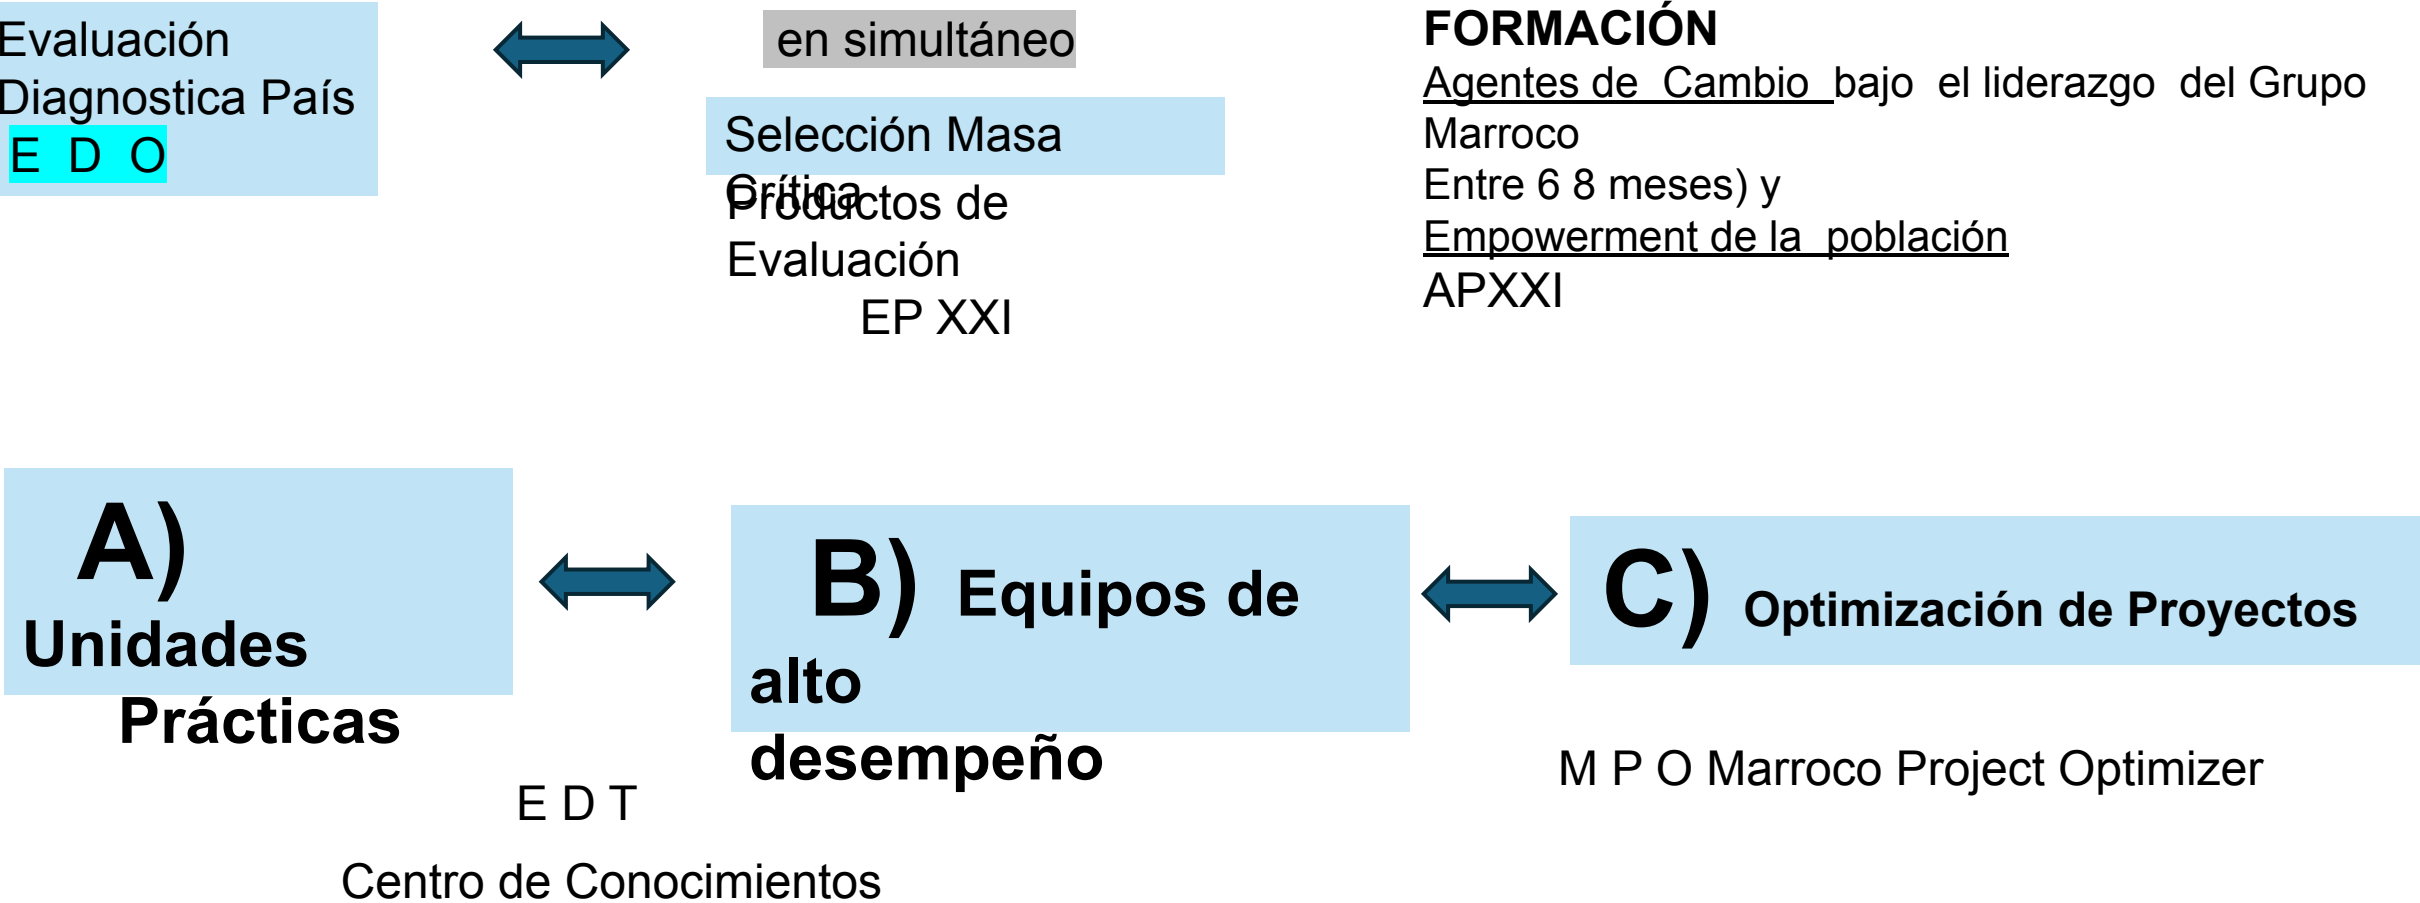 Evaluación
Diagnostica País
E D O
en simultáneo
Selección Masa
Crítica
Productos de
Evaluación
EP XXI
FORMACIÓN
Agentes de Cambio bajo el liderazgo del Grupo
Marroco
Entre 6 8 meses) y
Empowerment de la población
APXXI
A)
Unidades
Prácticas
B) Equipos de
alto
desempeño
C) Optimización de Proyectos
M P O Marroco Project Optimizer
E D T
Centro de Conocimientos